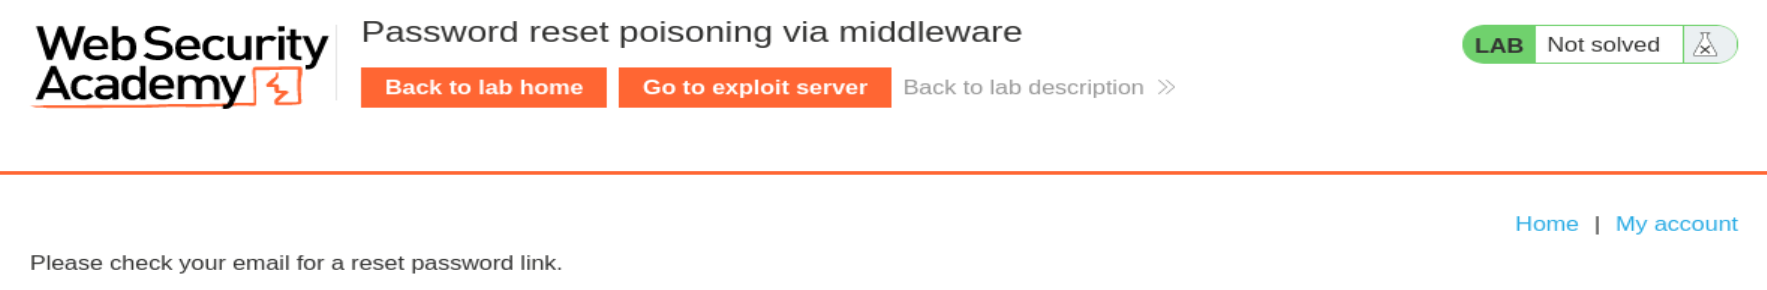 Web Security
Academy
Password reset poisoning via middleware
Back to lab home
Go to exploit server
Back to lab description
LAB
Not solved
Home | My account
Please check your email for a reset password link.